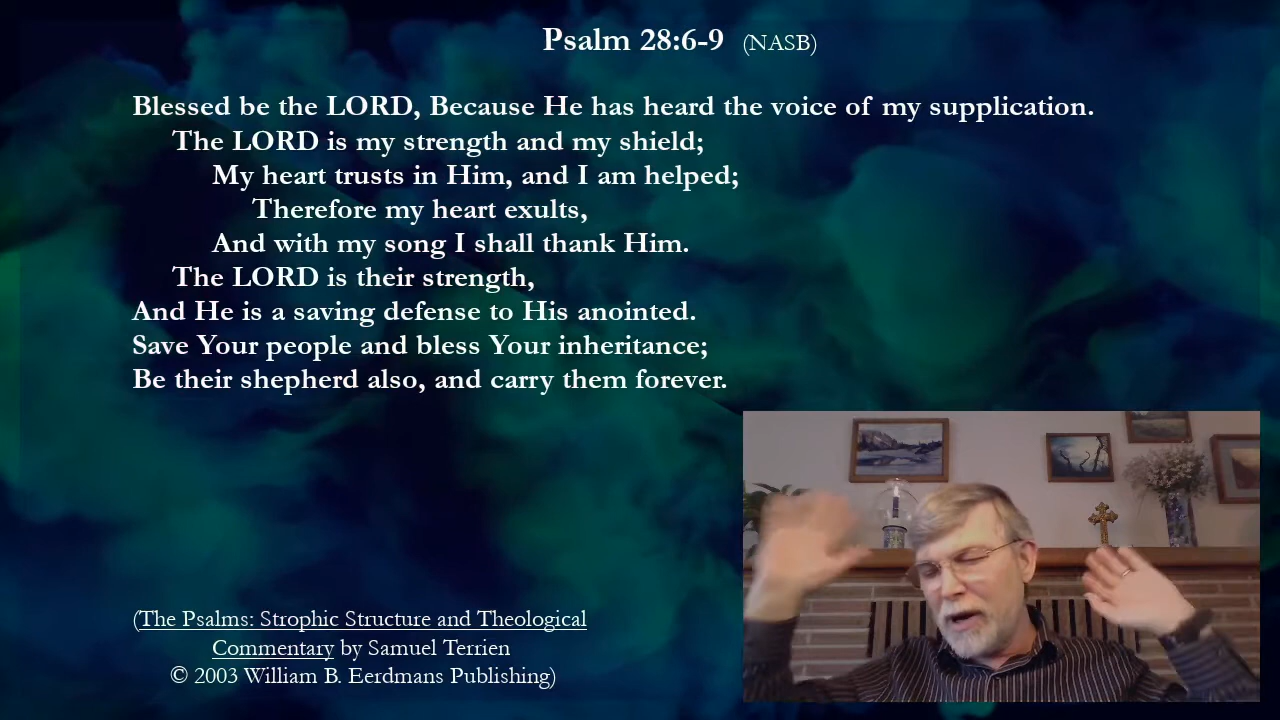 Psalm 28:6-9 (NASB)
Blessed be the LORD, Because He has heard the voice of my supplication.
The LORD is my strength and my shield;
My heart trusts in Him, and I am helped;
Therefore my heart exults,
And with my song I shall thank Him.
The LORD is their strength,
And He is a saving defense to His anointed.
Save Your people and bless Your inheritance;
Be their shepherd also, and carry them forever.
(The Psalms: Strophic Structure and Theological
Commentary by Samuel Terrien
© 2003 William B. Eerdmans Publishing)